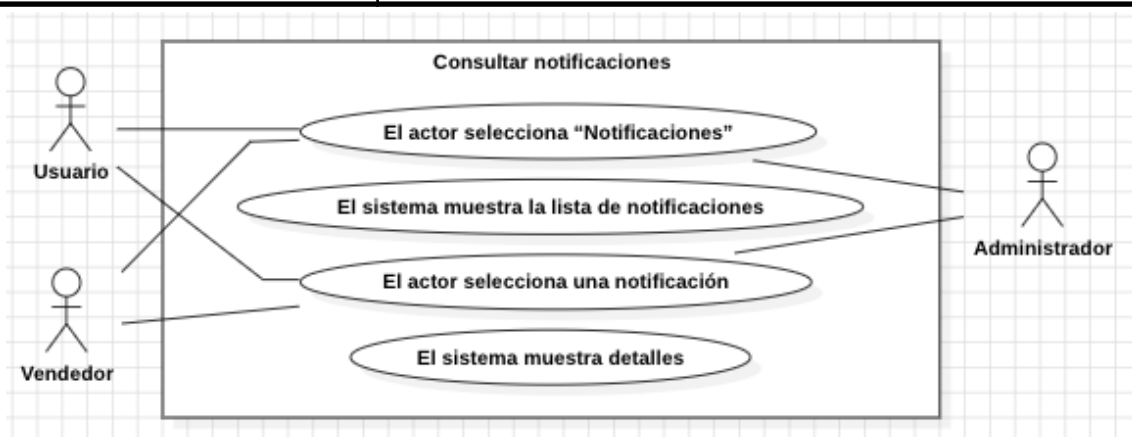 Consultar notificaciones
El actor selecciona “Notificaciones”
Usuario
El sistema muestra la lista de notificaciones
Administrador
El actor selecciona una notificación
El sistema muestra detalles
Vendedor